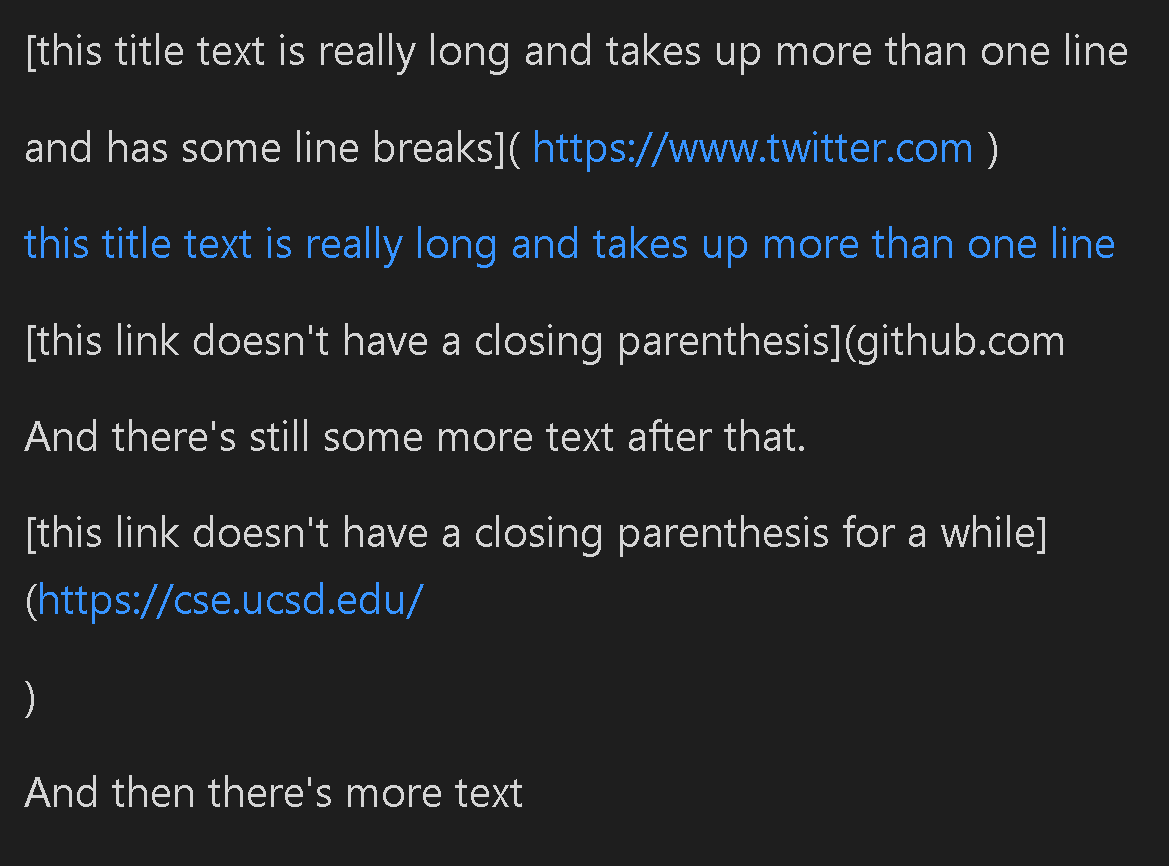 [this title text is really long and takes up more than one line
and has some line breaks]( https://www.twitter.com )
this title text is really long and takes up more than one line
[this link doesn't have a closing parenthesis](github.com
And there's still some more text after that.
[this link doesn't have a closing parenthesis for a while]
(https://cse.ucsd.edu/
)
And then there's more text